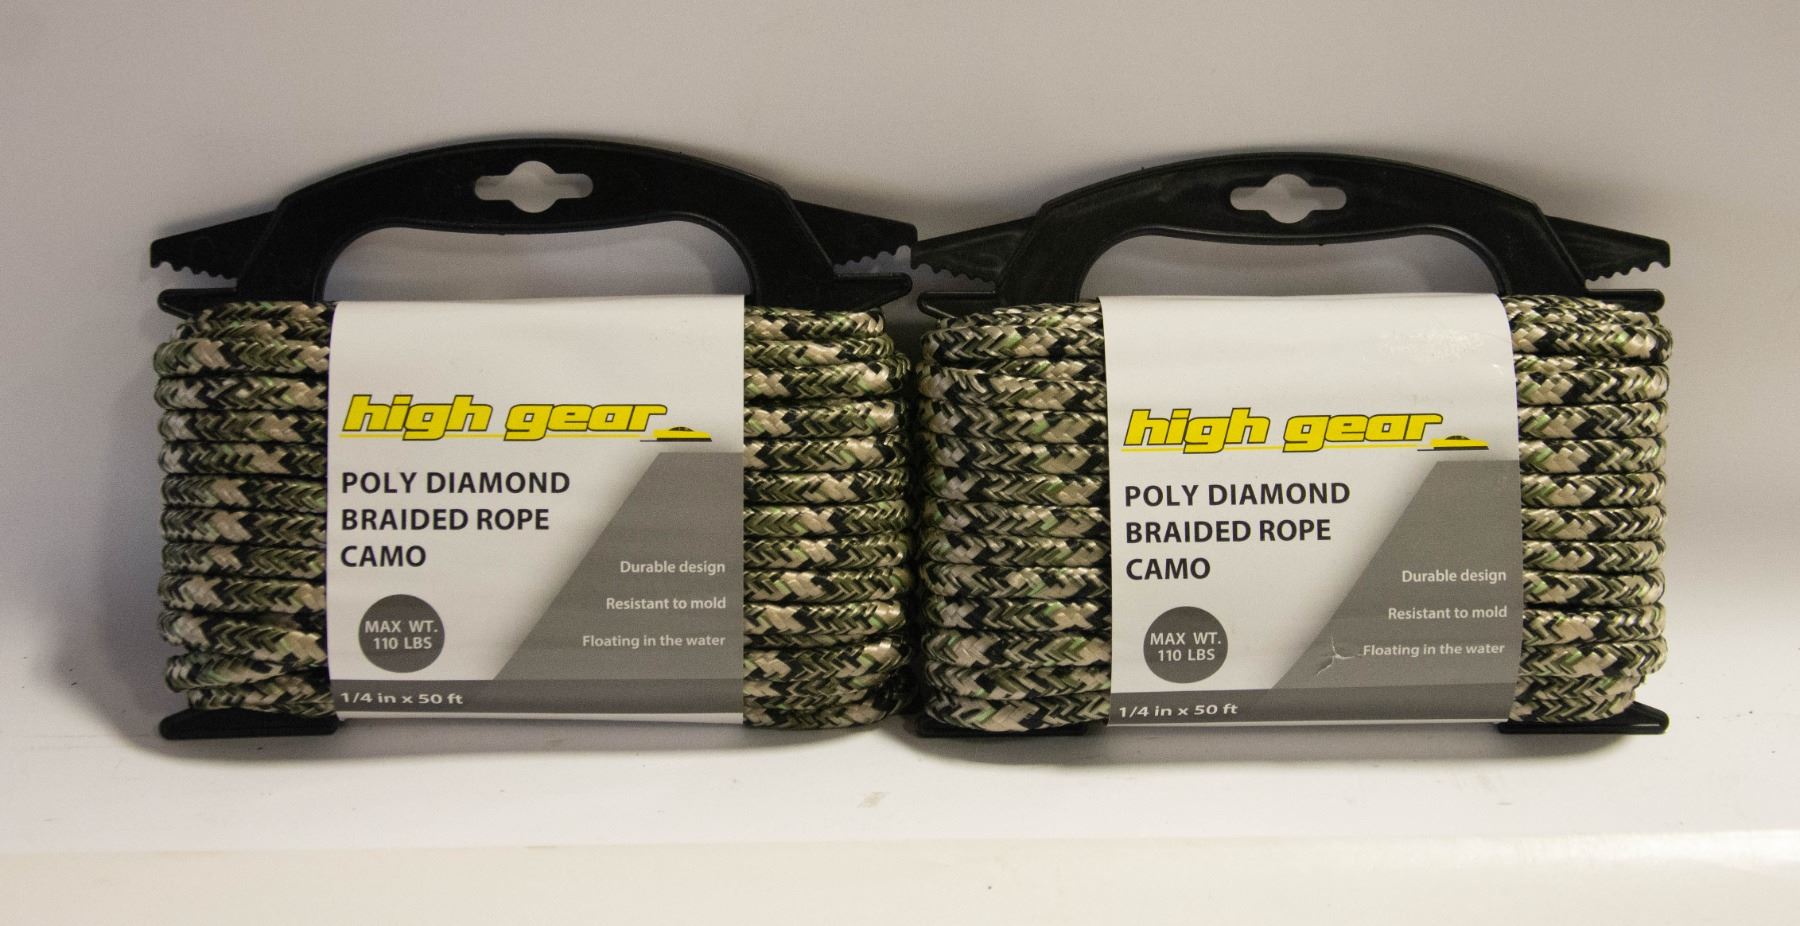 high gear
POLY DIAMOND
BRAIDED ROPE
CAMO
Durable design
Resistant to mold
Floating in the water
MAX WT.
110 LBS
1/4 in x 50 ft
high gear
POLY DIAMOND
BRAIDED ROPE
CAMO
Durable design
Resistant to mold
Floating in the water
MAX WT.
110 LBS
1/4 in x 50 ft